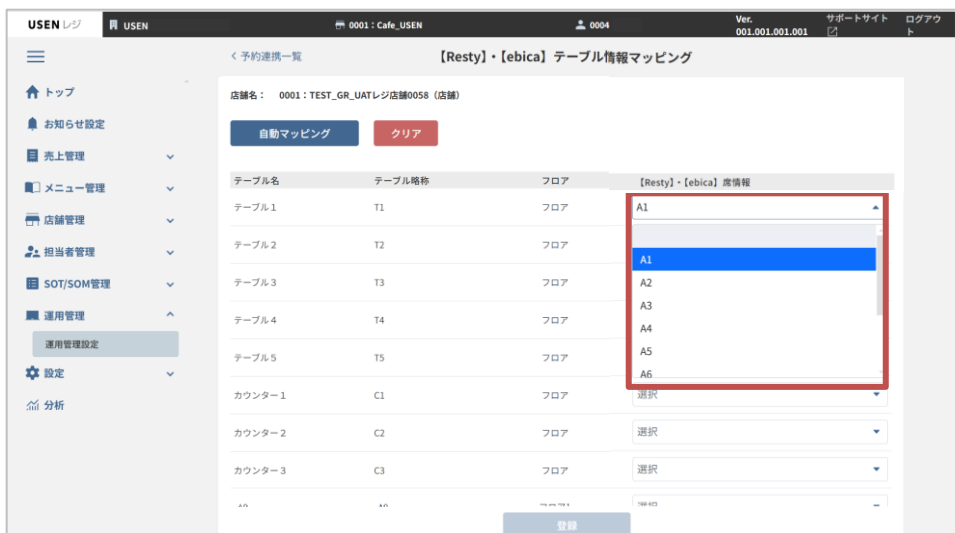 USEN レジ
USEN
0001：Cafe_USEN
0004
Ver.
001.001.001.001
サポートサイト
ログアウ
ト
＜予約連携一覧
【Resty】・【ebica】テーブル情報マッピング
トップ
お知らせ設定
売上管理
メニュー管理
店舗管理
担当者管理
SOT/SOM管理
運用管理
運用管理設定
設定
分析
店舗名： 0001：TEST_GR_UATレジ店舗0058（店舗）
自動マッピング
クリア
テーブル名 テーブル略称 フロア 【Resty】・【ebica】席情報
テーブル１ T1 フロア A1
テーブル２ T2 フロア
A1
テーブル３ T3 フロア A2
A3
テーブル４ T4 フロア A4
テーブル５ T5 フロア A5
A6
カウンター１ C1 フロア 選択
カウンター２ C2 フロア 選択
カウンター３ C3 フロア 選択
登録